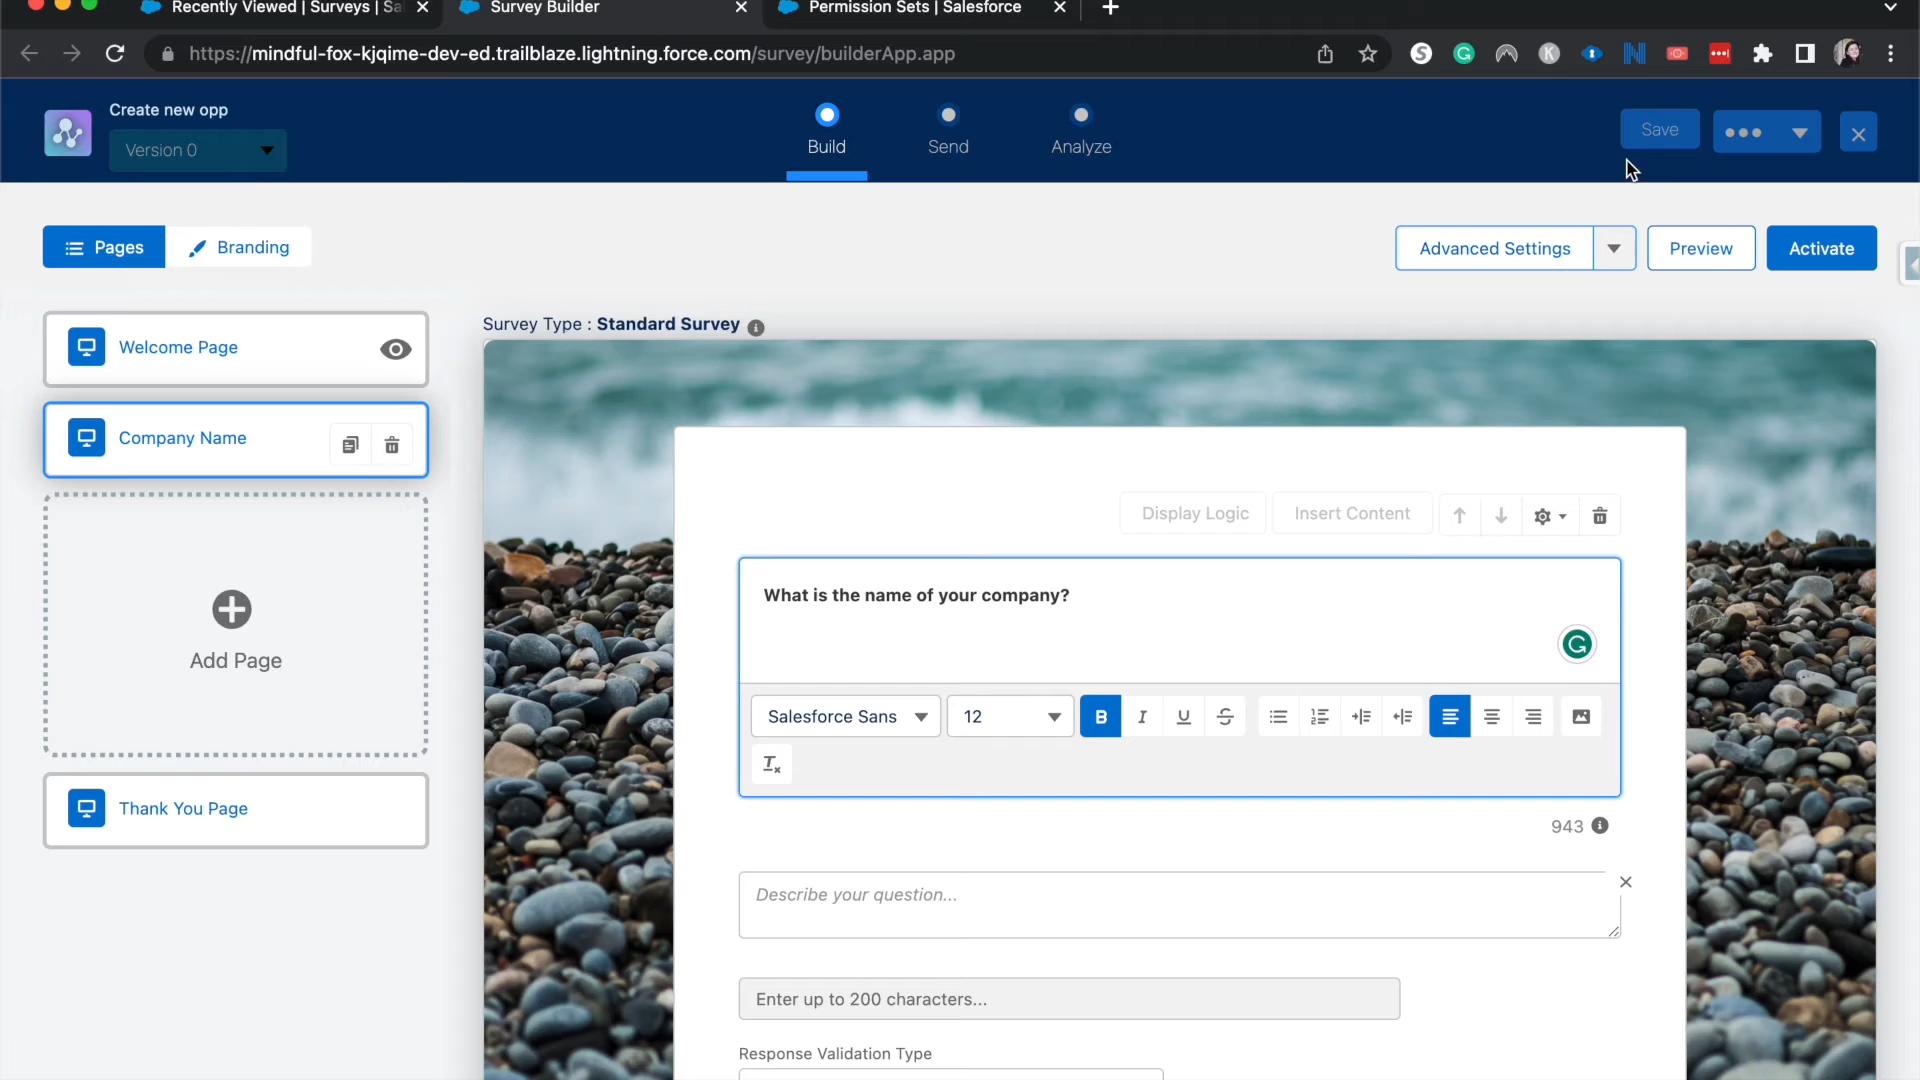 Recently Viewed | Surveys | Sa
Survey Builder
Permission Sets | Salesforce
https://mindful-fox-kjqime-dev-ed.trailblaze.lightning.force.com/survey/builderApp.app
Create new opp
Version 0
Build
Send
Analyze
Save
Pages
Branding
Advanced Settings
Preview
Activate
Survey Type : Standard Survey
Welcome Page
Company Name
Add Page
Thank You Page
Display Logic
Insert Content
What is the name of your company?
Salesforce Sans
12
B I U S
943
Describe your question...
Enter up to 200 characters...
Response Validation Type